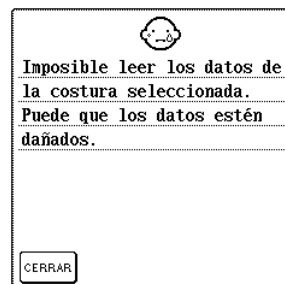 Imposible leer los datos de
la costura seleccionada.
Puede que los datos estén
dañados.
CERRAR